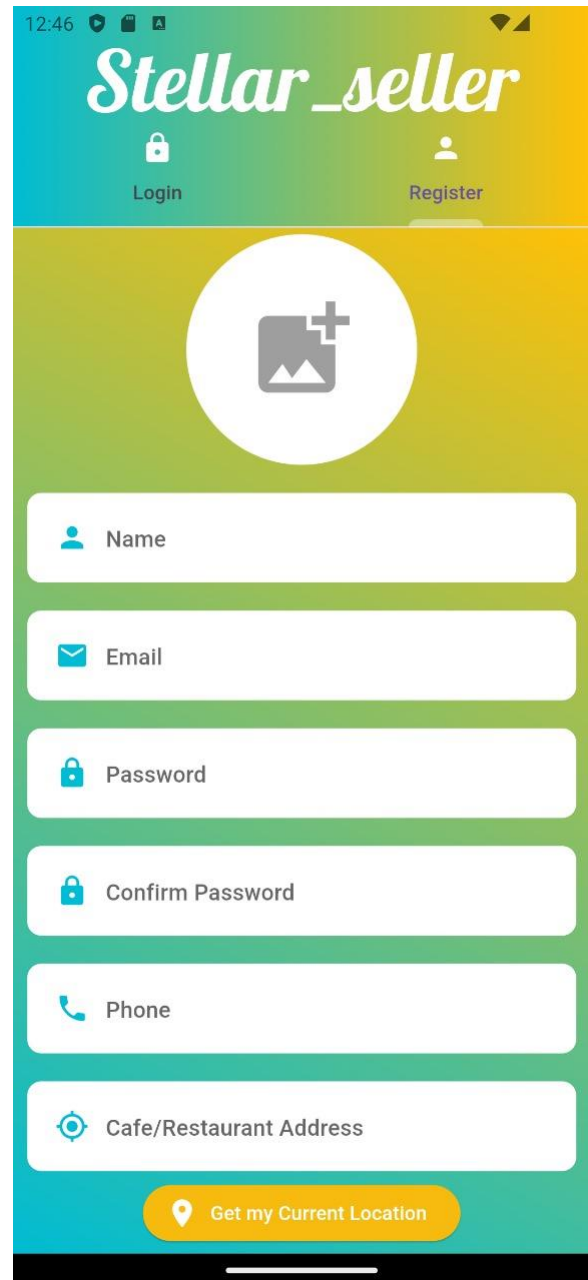 12:46
Stellar_seller
Login Register
Name
Email
Password
Confirm Password
Phone
Cafe/Restaurant Address
Get my Current Location